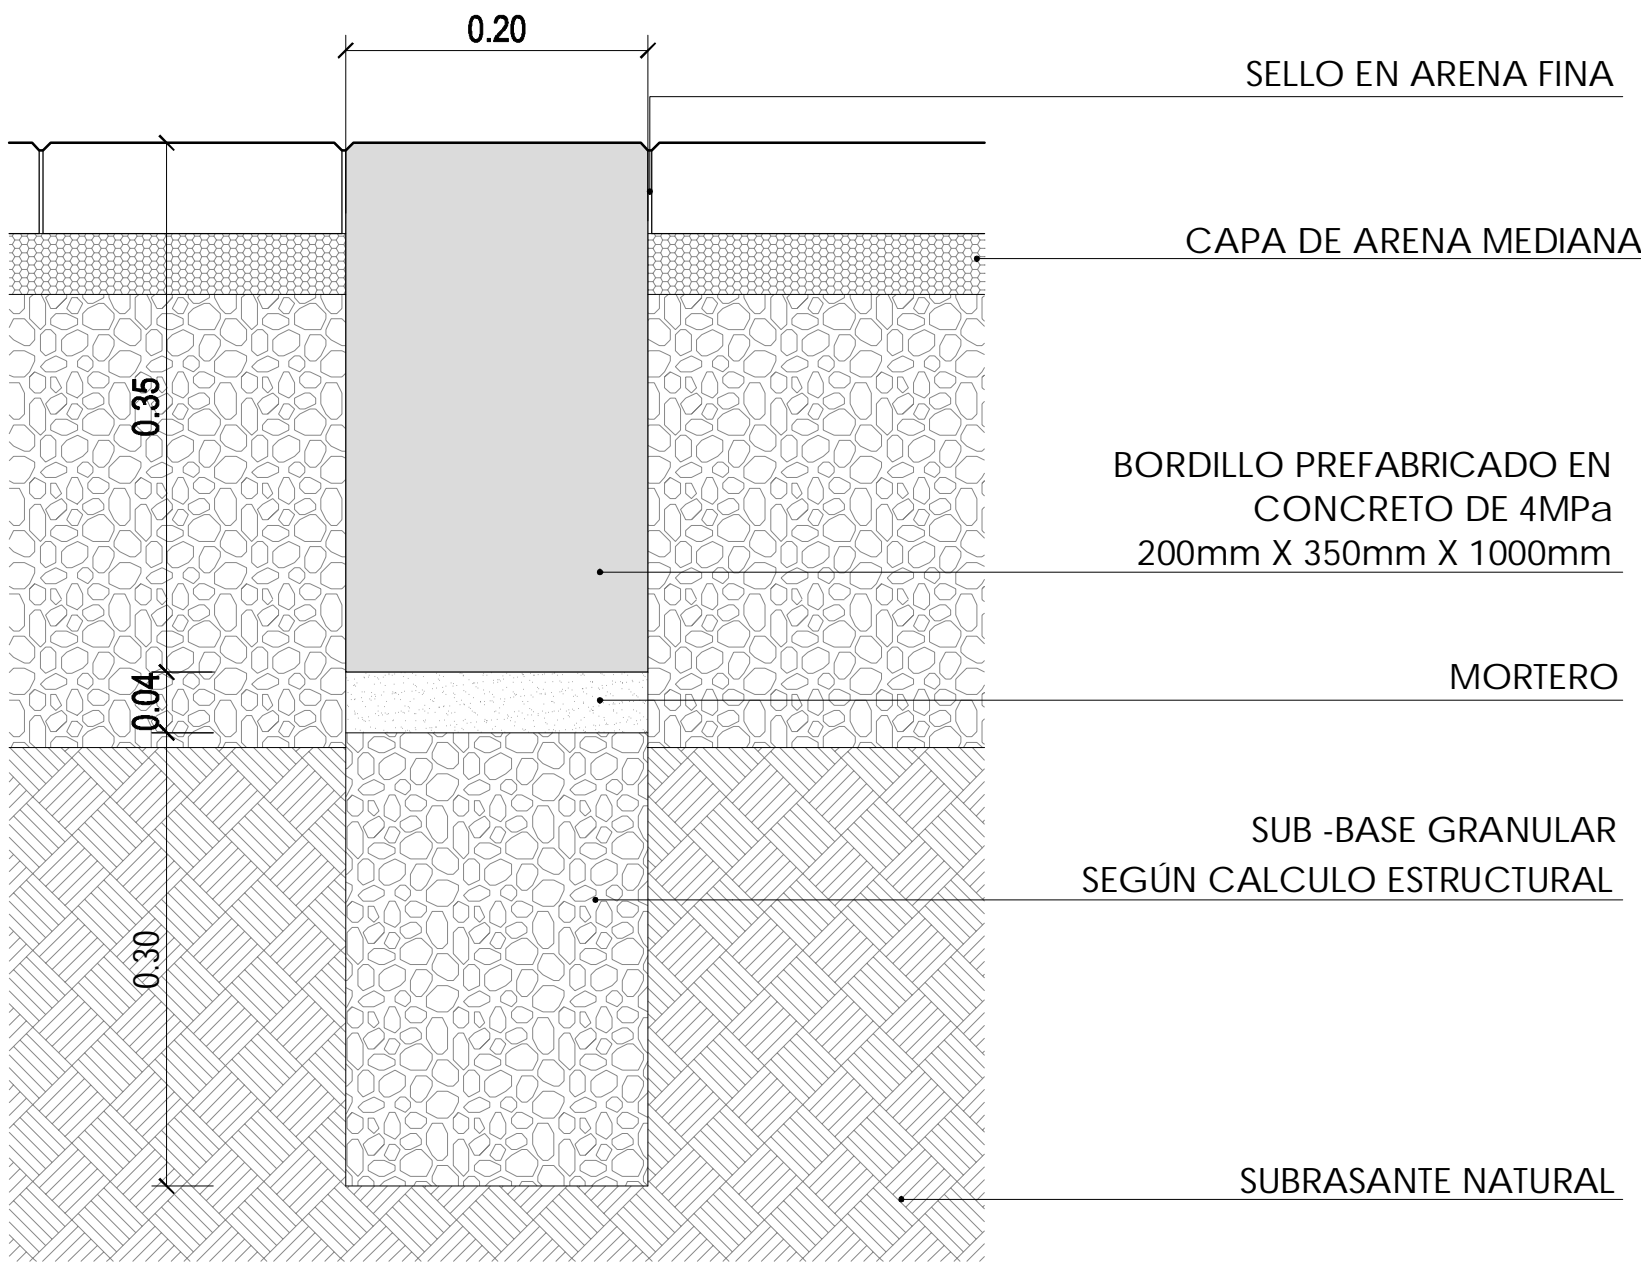 0.20
SELLO EN ARENA FINA
CAPA DE ARENA MEDIANA
0.35
BORDILLO PREFABRICADO EN
CONCRETO DE 4MPa
200mm X 350mm X 1000mm
MORTERO
0.04
SUB -BASE GRANULAR
SEGÚN CALCULO ESTRUCTURAL
0.30
SUBRASANTE NATURAL